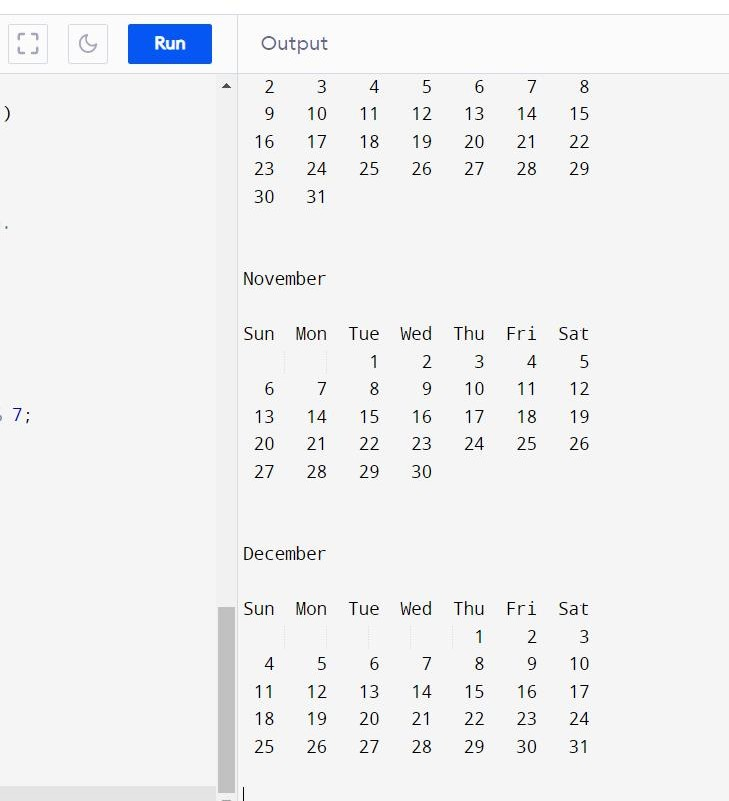 Run Output
2 3 4 5 6 7 8
)
9 10 11 12 13 14 15
16 17 18 19 20 21 22
23 24 25 26 27 28 29
30 31
.
November
Sun Mon Tue Wed Thu Fri Sat
1 2 3 4 5
6 7 8 9 10 11 12
7;
13 14 15 16 17 18 19
20 21 22 23 24 25 26
27 28 29 30
December
Sun Mon Tue Wed Thu Fri Sat
1 2 3
4 5 6 7 8 9 10
11 12 13 14 15 16 17
18 19 20 21 22 23 24
25 26 27 28 29 30 31